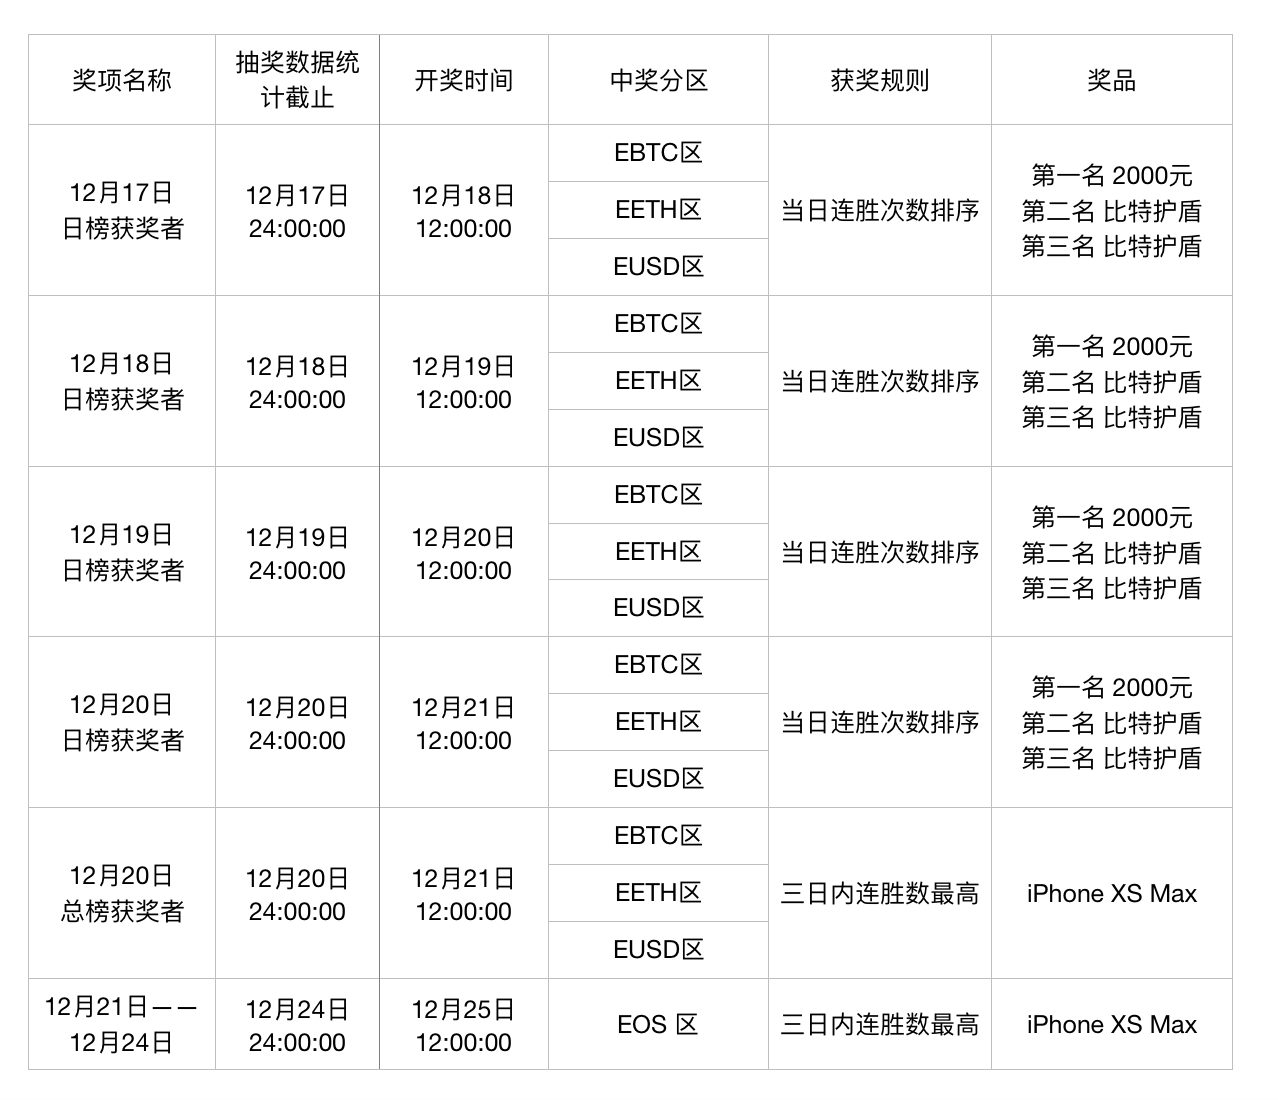 奖项名称
抽奖数据统
计截止
开奖时间
中奖分区
获奖规则
奖品
12月17日
日榜获奖者
12月17日
24:00:00
12月18日
12:00:00
EBTC区
EETH区
EUSD区
当日连胜次数排序
第一名 2000元
第二名 比特护盾
第三名 比特护盾
12月18日
日榜获奖者
12月18日
24:00:00
12月19日
12:00:00
EBTC区
EETH区
EUSD区
当日连胜次数排序
第一名 2000元
第二名 比特护盾
第三名 比特护盾
12月19日
日榜获奖者
12月19日
24:00:00
12月20日
12:00:00
EBTC区
EETH区
EUSD区
当日连胜次数排序
第一名 2000元
第二名 比特护盾
第三名 比特护盾
12月20日
日榜获奖者
12月20日
24:00:00
12月21日
12:00:00
EBTC区
EETH区
EUSD区
当日连胜次数排序
第一名 2000元
第二名 比特护盾
第三名 比特护盾
12月20日
总榜获奖者
12月20日
24:00:00
12月21日
12:00:00
EBTC区
EETH区
EUSD区
三日内连胜数最高
iPhone XS Max
12月21日——
12月24日
12月24日
24:00:00
12月25日
12:00:00
EOS 区
三日内连胜数最高
iPhone XS Max